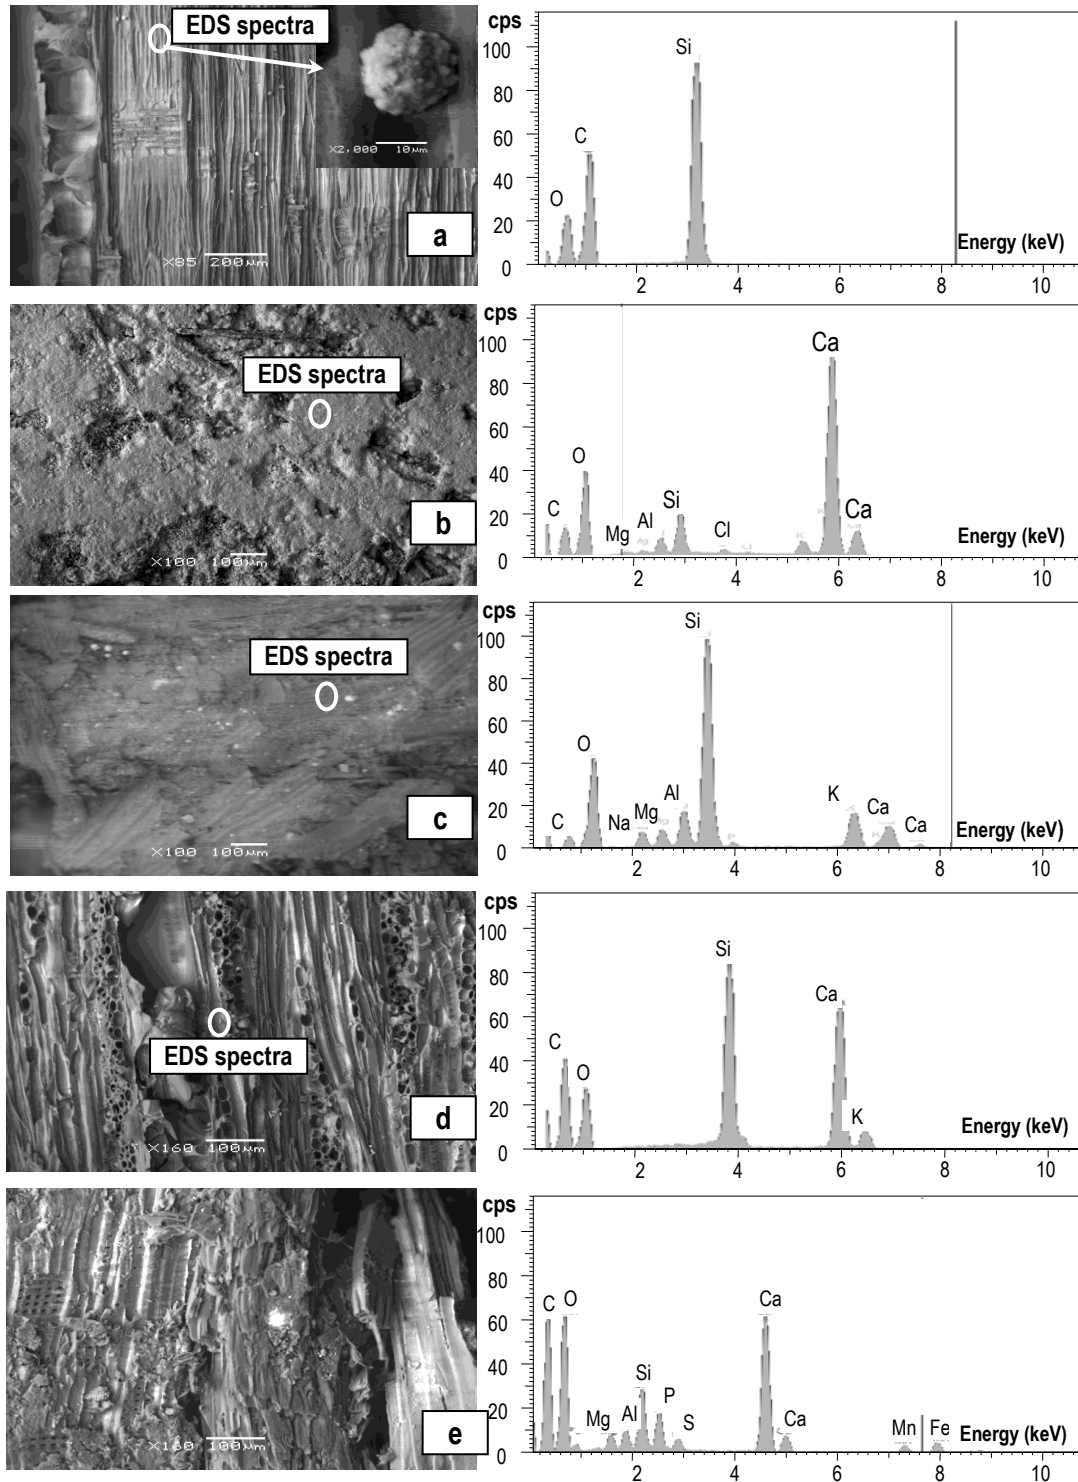 EDS spectra
X2,000 10μm
a
X85 200μm
cps
100
80
60
40
20
0
O
C
Si
Energy (keV)
2 4 6 8 10
EDS spectra
b
X100 100μm
cps
100
80
60
40
20
0
C
O
Mg
Al
Si
Cl
K
Ca
Ca
Energy (keV)
2 4 6 8 10
EDS spectra
c
X100 100μm
cps
100
80
60
40
20
0
C
O
Na
Mg
Al
Si
P
K
Ca
Ca
Energy (keV)
2 4 6 8 10
EDS spectra
d
X160 100μm
cps
100
80
60
40
20
0
C
O
Si
Ca
K
Energy (keV)
2 4 6 8 10
e
X160 100μm
cps
100
80
60
40
20
0
C
O
Mg
Al
Si
P
S
Ca
Ca
Mn
Fe
Energy (keV)
2 4 6 8 10